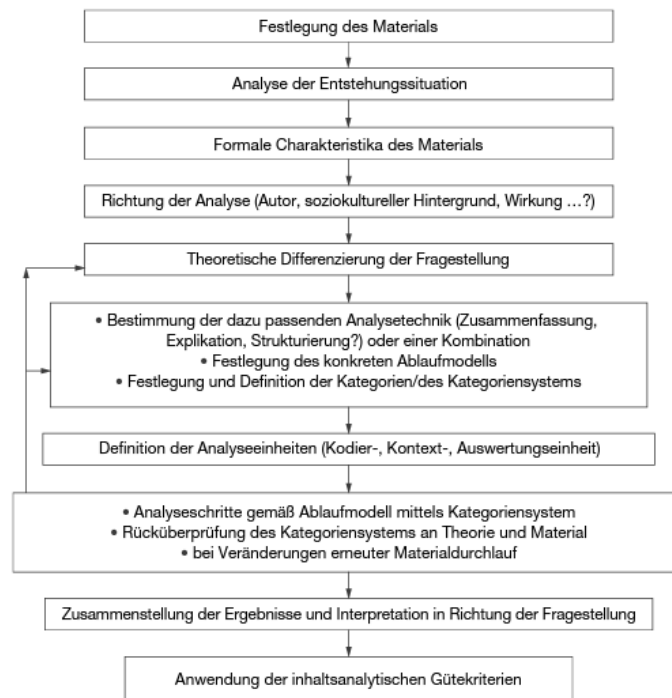 Festlegung des Materials
Analyse der Entstehungssituation
Formale Charakteristika des Materials
Richtung der Analyse (Autor, soziokultureller Hintergrund, Wirkung …?)
Theoretische Differenzierung der Fragestellung
• Bestimmung der dazu passenden Analysetechnik (Zusammenfassung,
Explikation, Strukturierung?) oder einer Kombination
• Festlegung des konkreten Ablaufmodells
• Festlegung und Definition der Kategorien/des Kategoriensystems
Definition der Analyseeinheiten (Kodier-, Kontext-, Auswertungseinheit)
• Analyseschritte gemäß Ablaufmodell mittels Kategoriensystem
• Rücküberprüfung des Kategoriensystems an Theorie und Material
• bei Veränderungen erneuter Materialdurchlauf
Zusammenstellung der Ergebnisse und Interpretation in Richtung der Fragestellung
Anwendung der inhaltsanalytischen Gütekriterien